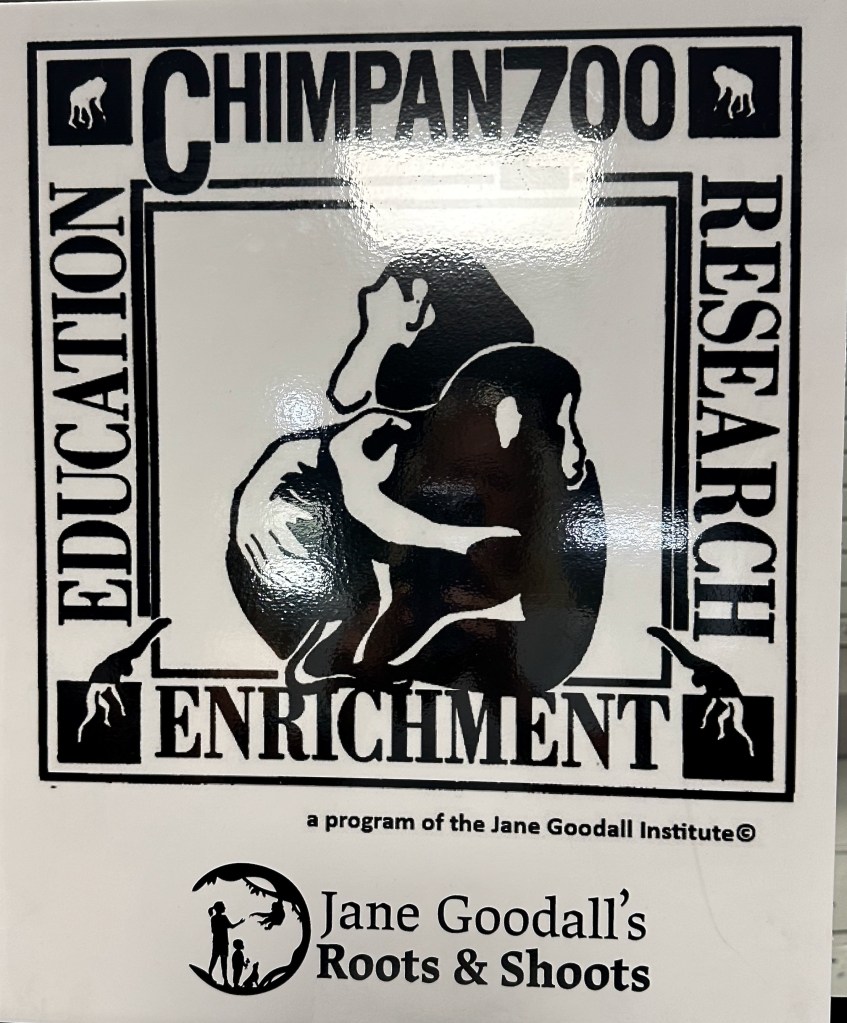 CHIMPANZOO
EDUCATION
RESEARCH
ENRICHMENT
a program of the Jane Goodall Institute©
Jane Goodall's
Roots & Shoots